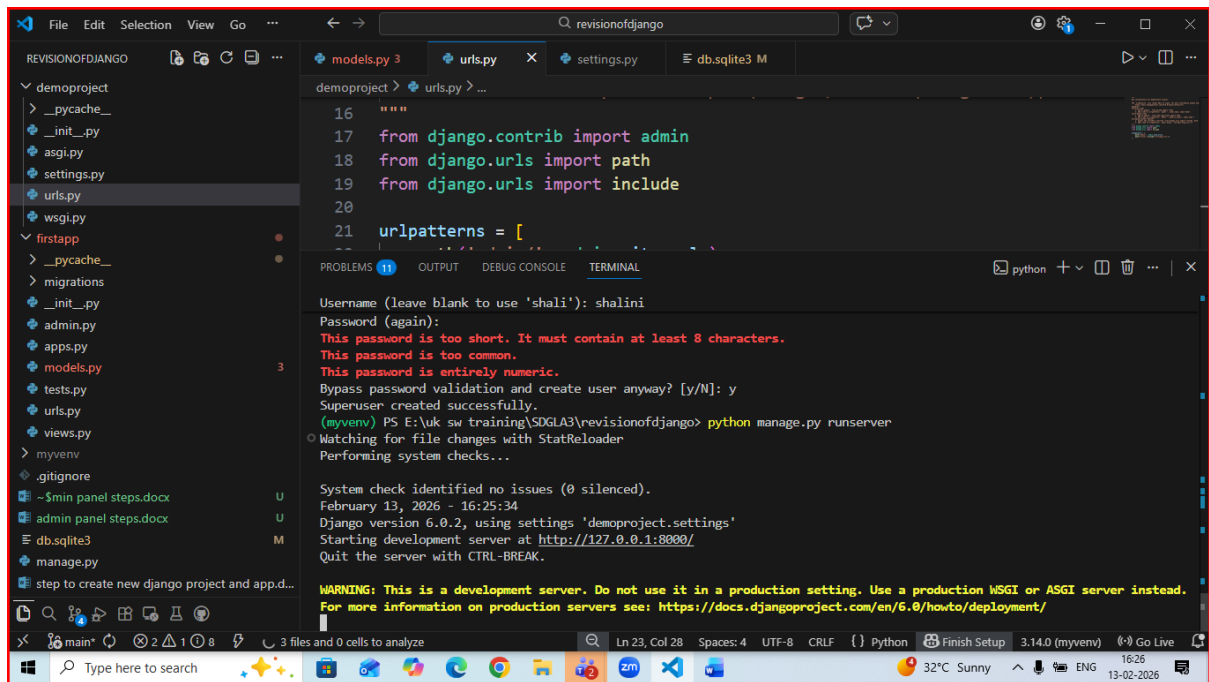 File Edit Selection View Go ··· revisionofdjango
REVISIONOFDJANGO
demoproject
__pycache__
__init__.py
asgi.py
settings.py
urls.py
wsgi.py
firstapp
__pycache__
migrations
__init__.py
admin.py
apps.py
models.py 3
tests.py
urls.py
views.py
myvenv
.gitignore
~$min panel steps.docx U
admin panel steps.docx U
db.sqlite3 M
manage.py
step to create new django project and app.d...
models.py 3 urls.py settings.py db.sqlite3 M
demoproject > urls.py > ...
16 """
17 from django.contrib import admin
18 from django.urls import path
19 from django.urls import include
20
21 urlpatterns = [
PROBLEMS 11 OUTPUT DEBUG CONSOLE TERMINAL python
Username (leave blank to use 'shali'): shalini
Password (again):
This password is too short. It must contain at least 8 characters.
This password is too common.
This password is entirely numeric.
Bypass password validation and create user anyway? [y/N]: y
Superuser created successfully.
(myvenv) PS E:\uk sw training\SDGLA3\revisionofdjango> python manage.py runserver
Watching for file changes with StatReloader
Performing system checks...
System check identified no issues (0 silenced).
February 13, 2026 - 16:25:34
Django version 6.0.2, using settings 'demoproject.settings'
Starting development server at http://127.0.0.1:8000/
Quit the server with CTRL-BREAK.
WARNING: This is a development server. Do not use it in a production setting. Use a production WSGI or ASGI server instead.
For more information on production servers see: https://docs.djangoproject.com/en/6.0/howto/deployment/
main* 2 1 8 3 files and 0 cells to analyze Ln 23, Col 28 Spaces: 4 UTF-8 CRLF { } Python Finish Setup 3.14.0 (myvenv) Go Live
Type here to search zm 32°C Sunny ENG 16:26
13-02-2026